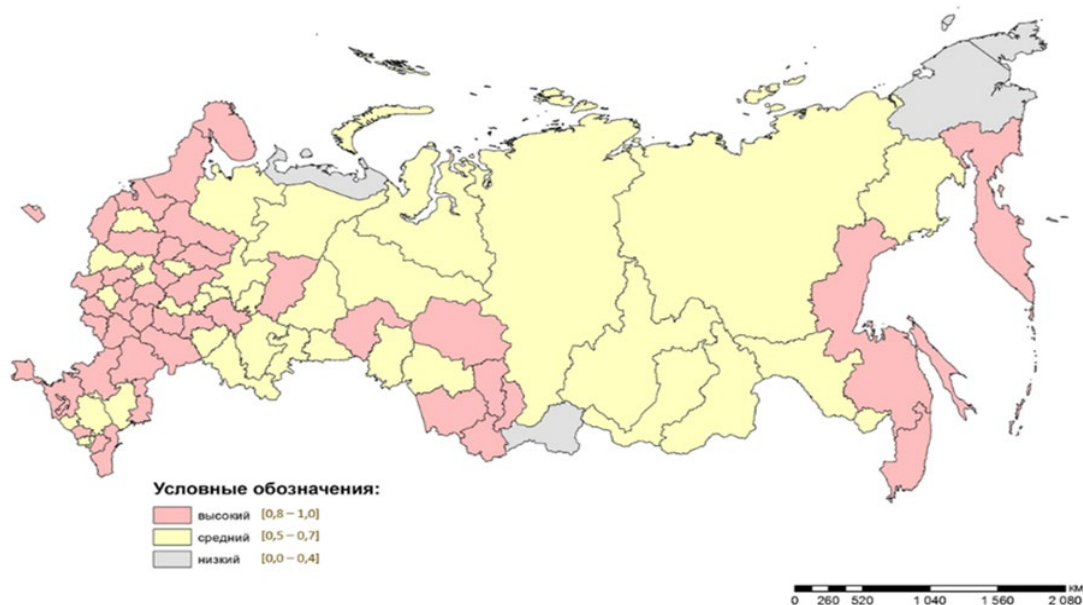 Условные обозначения:
высокий [0,8 – 1,0]
средний [0,5 – 0,7]
низкий [0,0 – 0,4]
км
0 260 520 1 040 1 560 2 080